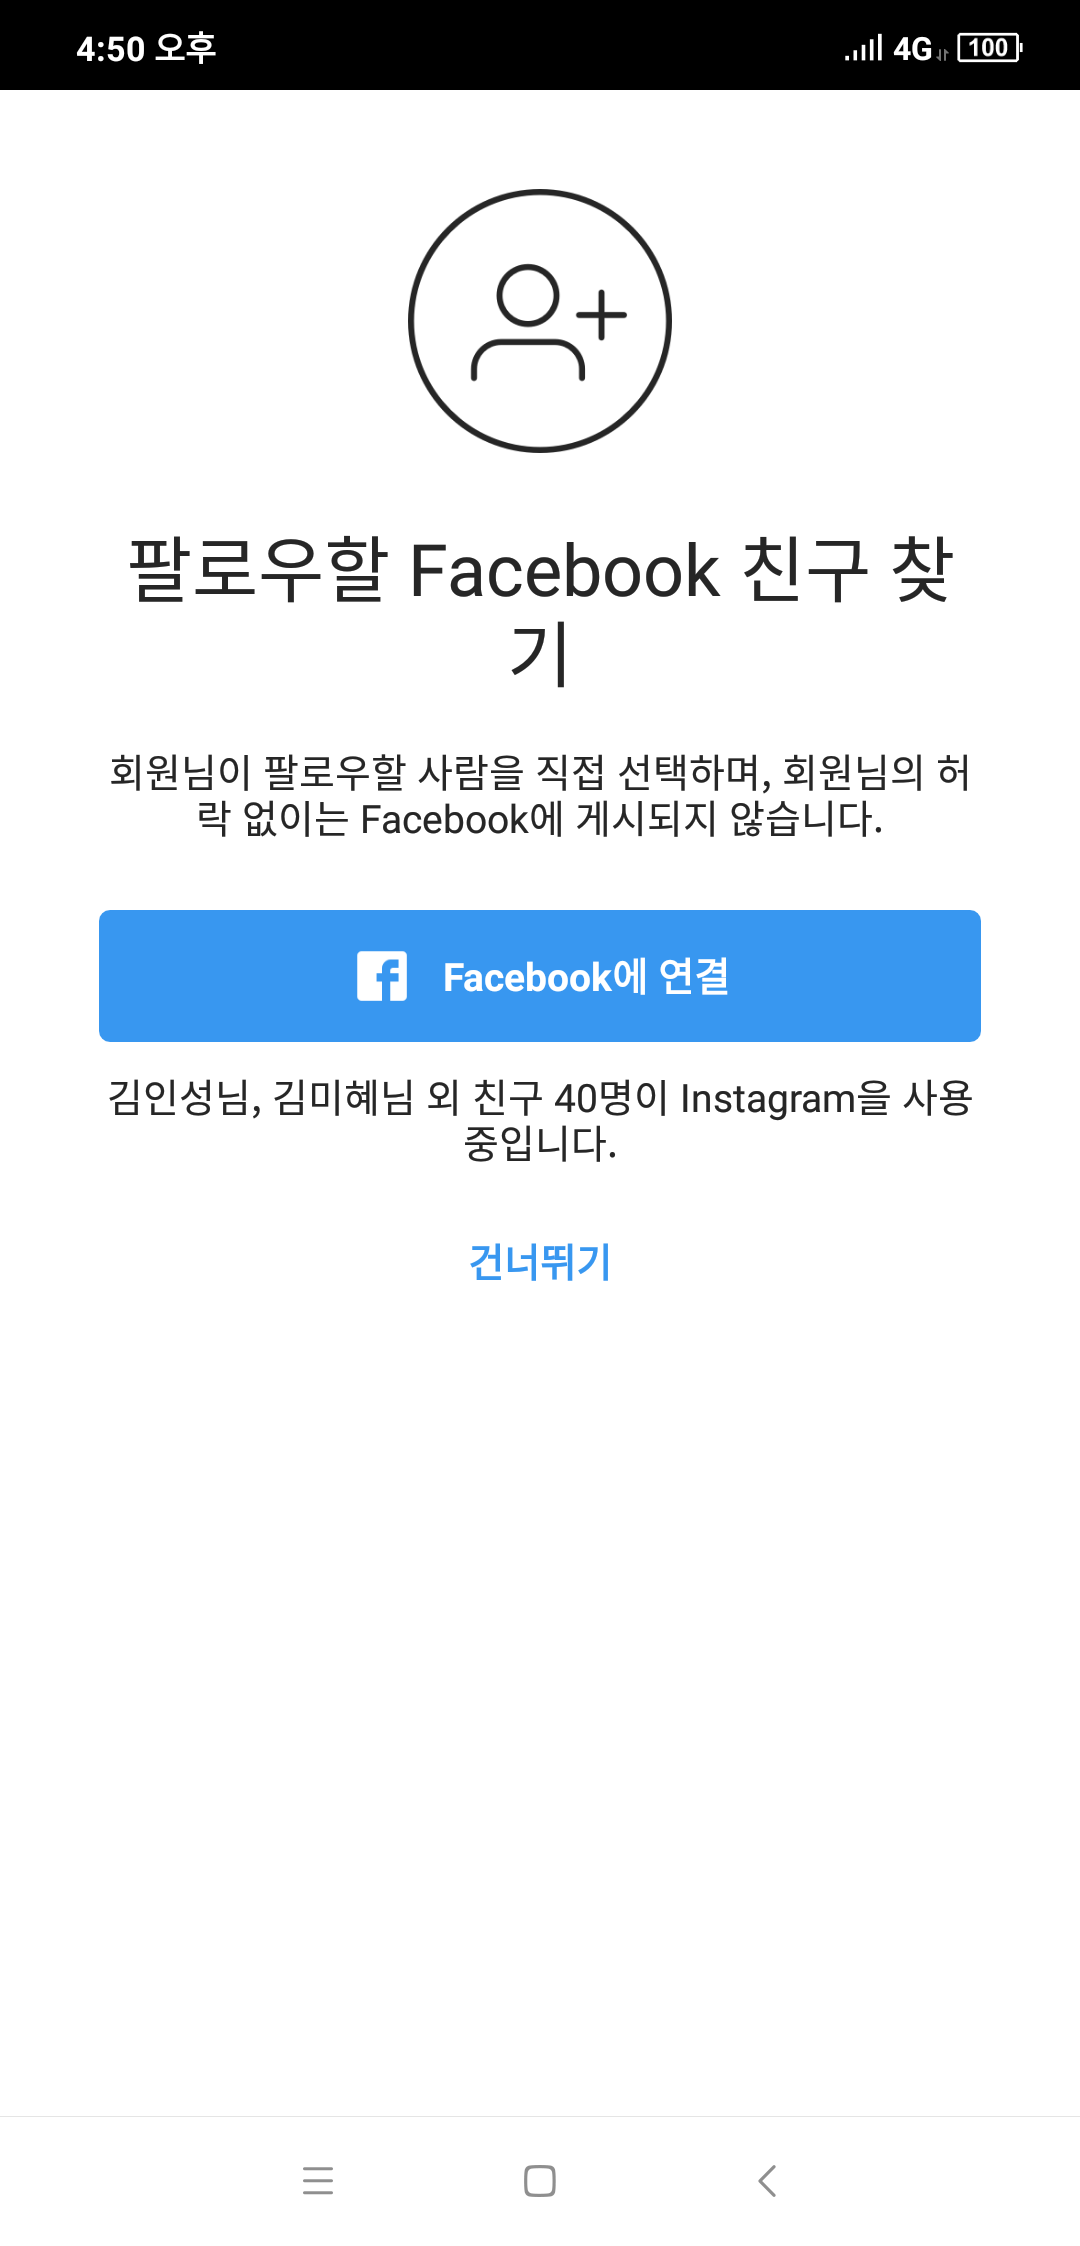 4:50 오후
4G
100
팔로우할 Facebook 친구 찾
기
회원님이 팔로우할 사람을 직접 선택하며, 회원님의 허
락 없이는 Facebook에 게시되지 않습니다.
Facebook에 연결
김인성님, 김미혜님 외 친구 40명이 Instagram을 사용
중입니다.
건너뛰기